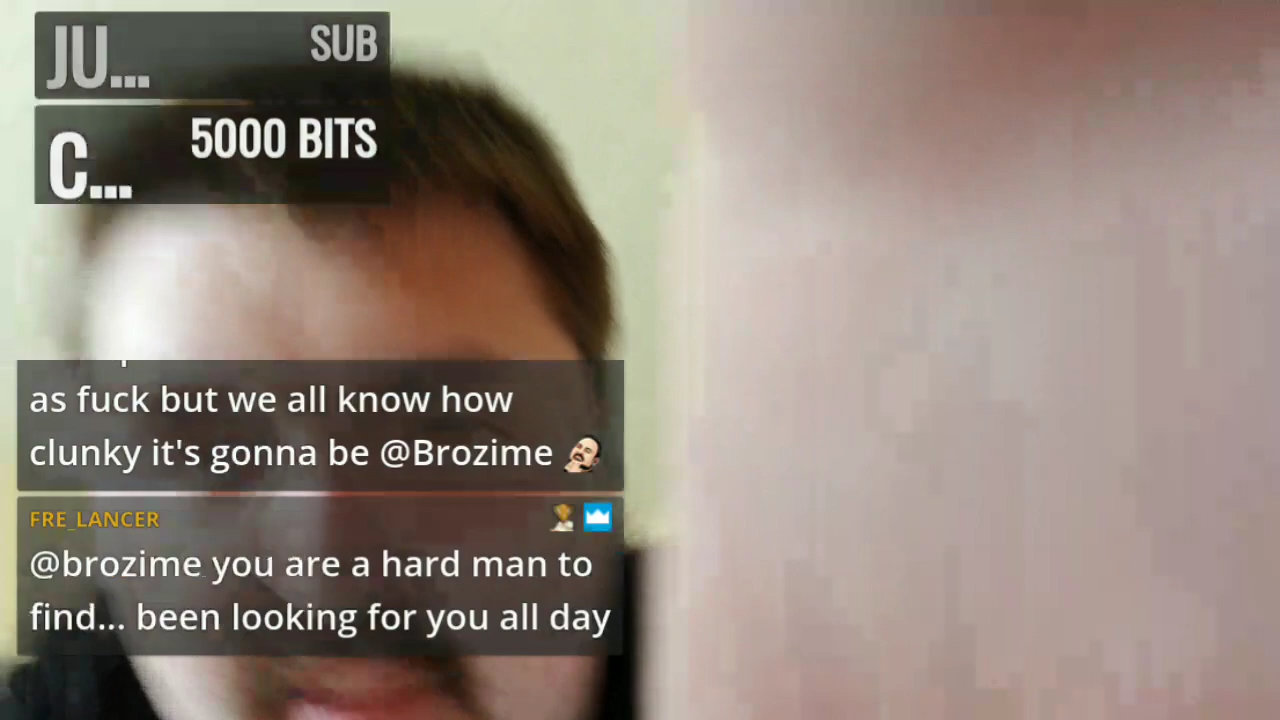 JU... SUB
C... 5000 BITS
as fuck but we all know how
clunky it's gonna be @Brozime
FRE_LANCER
@brozime you are a hard man to
find... been looking for you all day